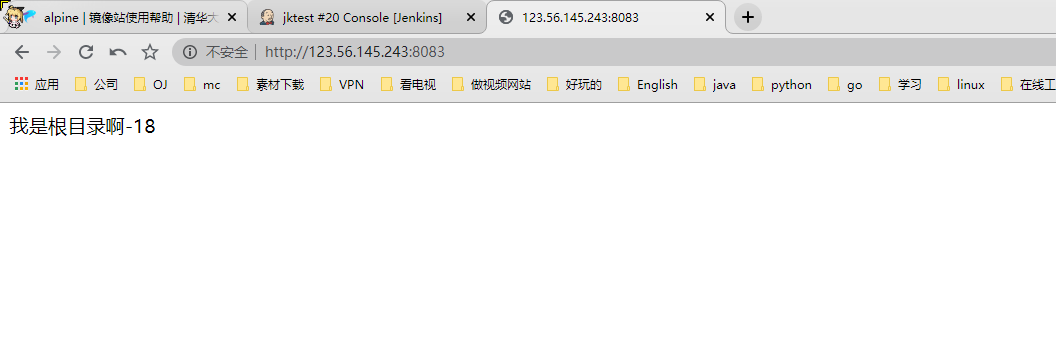 alpine | 镜像站使用帮助 | 清华大
jktest #20 Console [Jenkins]
123.56.145.243:8083
不安全 | http://123.56.145.243:8083
应用 公司 OJ mc 素材下载 VPN 看电视 做视频网站 好玩的 English java python go 学习 linux 在线工
我是根目录啊-18